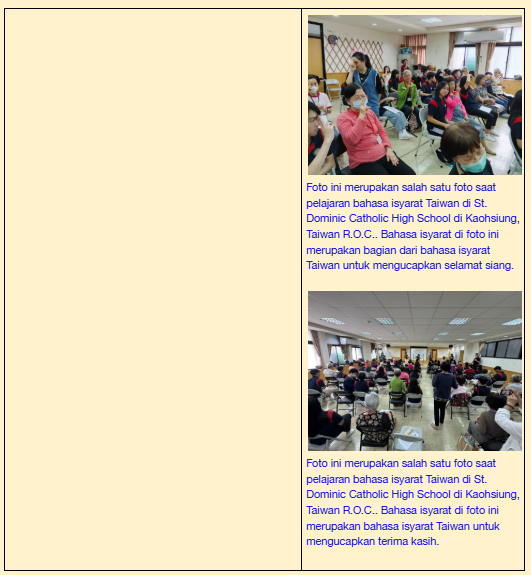 Foto ini merupakan salah satu foto saat
pelajaran bahasa isyarat Taiwan di St.
Dominic Catholic High School di Kaohsiung,
Taiwan R.O.C.. Bahasa isyarat di foto ini
merupakan bagian dari bahasa isyarat
Taiwan untuk mengucapkan selamat siang.
Foto ini merupakan salah satu foto saat
pelajaran bahasa isyarat Taiwan di St.
Dominic Catholic High School di Kaohsiung,
Taiwan R.O.C.. Bahasa isyarat di foto ini
merupakan bahasa isyarat Taiwan untuk
mengucapkan terima kasih.